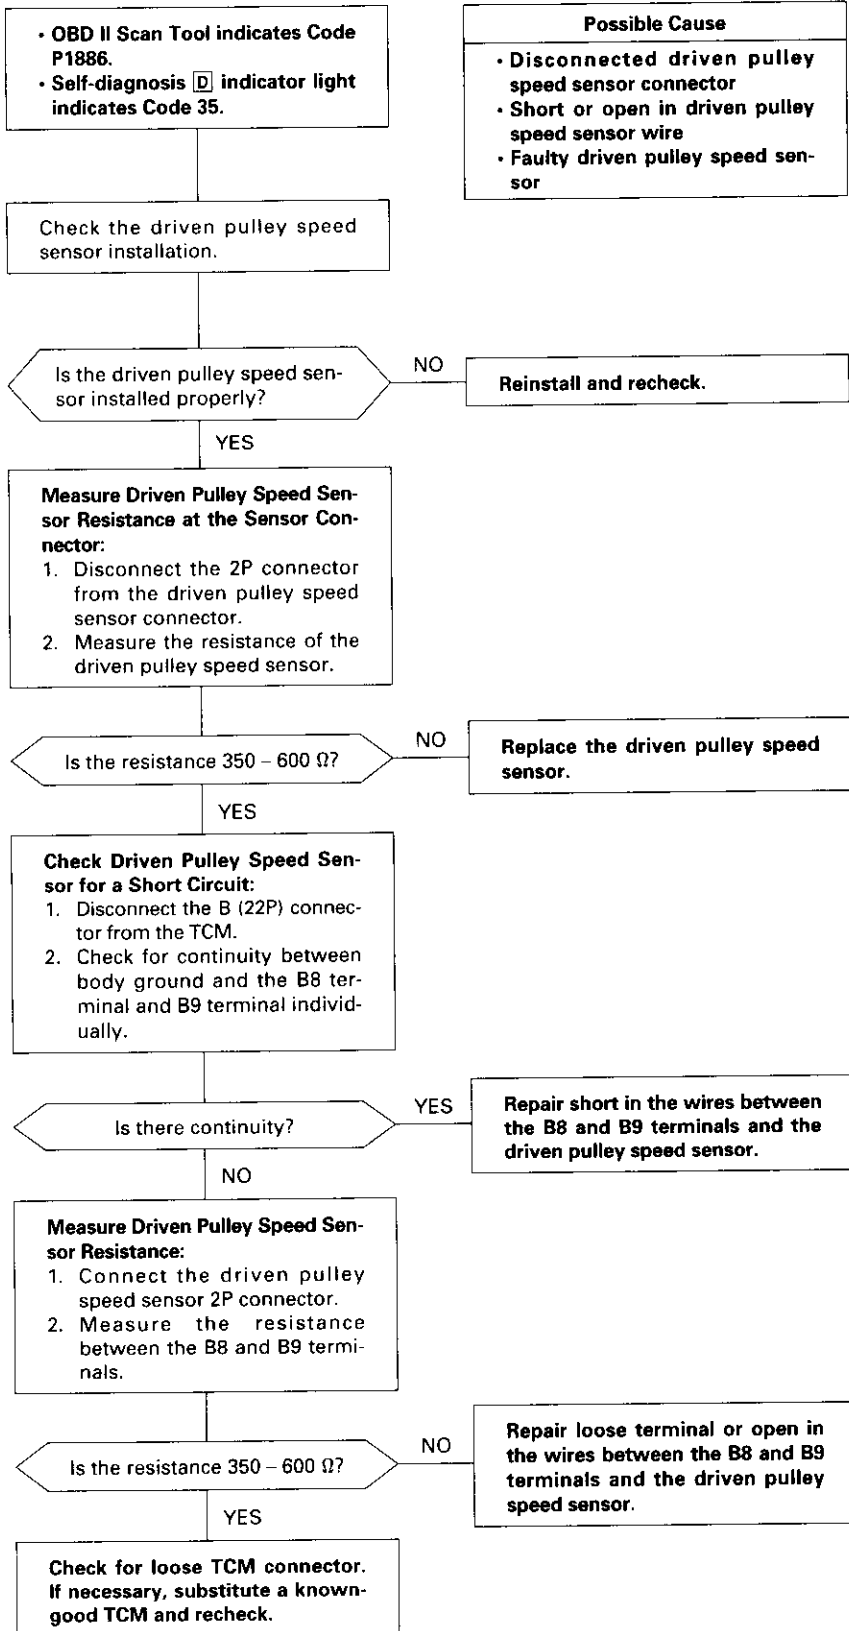 • OBD II Scan Tool indicates Code
P1886.
• Self-diagnosis D indicator light
indicates Code 35.
Possible Cause
• Disconnected driven pulley
speed sensor connector
• Short or open in driven pulley
speed sensor wire
• Faulty driven pulley speed sen-
sor
Check the driven pulley speed
sensor installation.
Is the driven pulley speed sen-
sor installed properly?
NO
Reinstall and recheck.
YES
Measure Driven Pulley Speed Sen-
sor Resistance at the Sensor Con-
nector:
1. Disconnect the 2P connector
from the driven pulley speed
sensor connector.
2. Measure the resistance of the
driven pulley speed sensor.
Is the resistance 350 – 600 Ω?
NO
Replace the driven pulley speed
sensor.
YES
Check Driven Pulley Speed Sen-
sor for a Short Circuit:
1. Disconnect the B (22P) connec-
tor from the TCM.
2. Check for continuity between
body ground and the B8 ter-
minal and B9 terminal individ-
ually.
Is there continuity?
YES
Repair short in the wires between
the B8 and B9 terminals and the
driven pulley speed sensor.
NO
Measure Driven Pulley Speed Sen-
sor Resistance:
1. Connect the driven pulley
speed sensor 2P connector.
2. Measure the resistance
between the B8 and B9 termi-
nals.
Is the resistance 350 – 600 Ω?
NO
Repair loose terminal or open in
the wires between the B8 and B9
terminals and the driven pulley
speed sensor.
YES
Check for loose TCM connector.
If necessary, substitute a known-
good TCM and recheck.